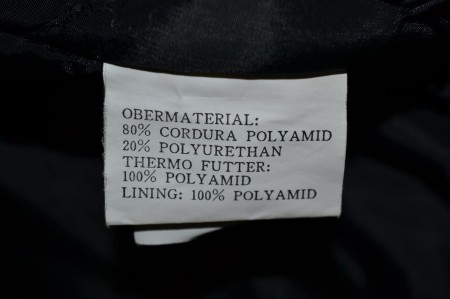 OBERMATERIAL:
80% CORDURA POLYAMID
20% POLYURETHAN
THERMO FUTTER:
100% POLYAMID
LINING: 100% POLYAMID